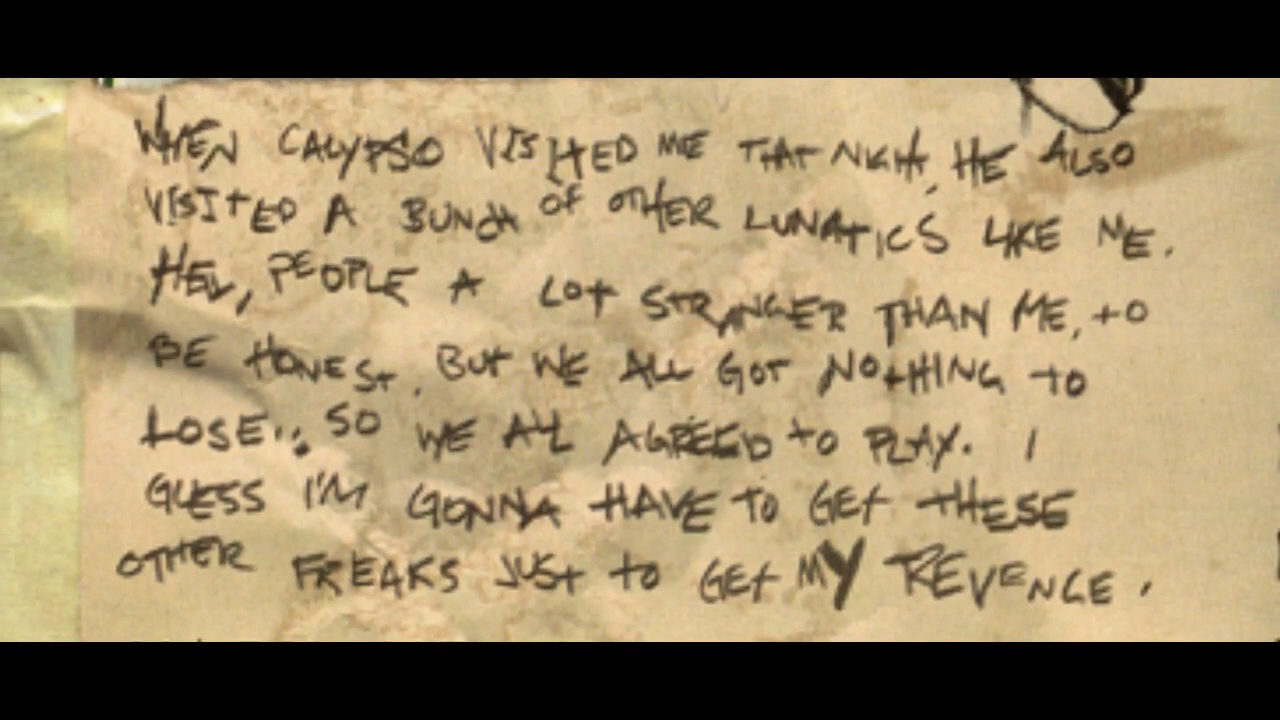 WHEN CALYPSO VISITED ME THAT NIGHT, HE ALSO
VISITED A BUNCH OF OTHER LUNATICS LIKE ME.
HELL, PEOPLE A LOT STRANGER THAN ME, TO
BE HONEST. BUT WE ALL GOT NOTHING TO
LOSE... SO WE ALL AGREED TO PLAY. I
GUESS I'M GONNA HAVE TO GET THESE
OTHER FREAKS JUST TO GET MY REVENGE.